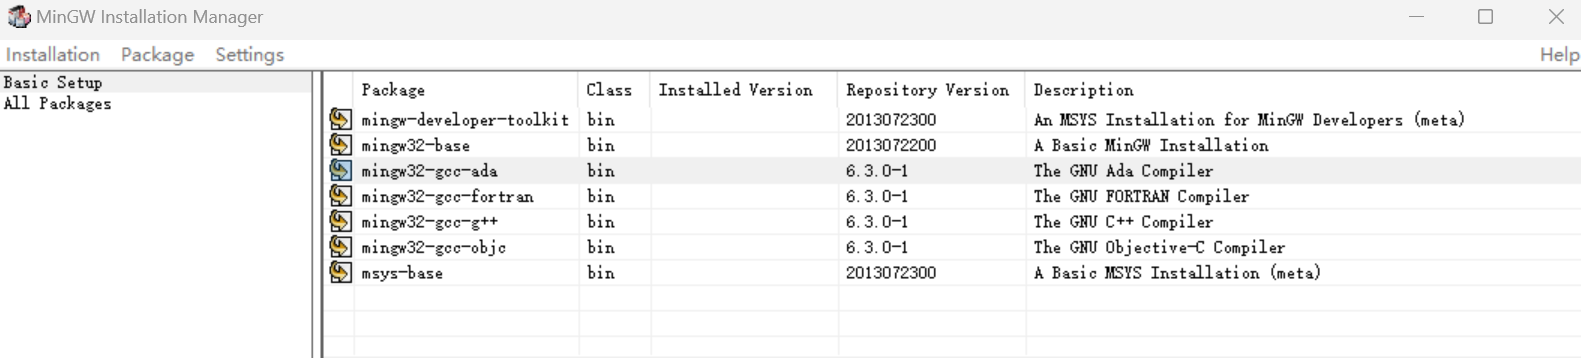 MinGW Installation Manager
Installation Package Settings Help
Basic Setup
All Packages
Package Class Installed Version Repository Version Description
mingw-developer-toolkit bin 2013072300 An MSYS Installation for MinGW Developers (meta)
mingw32-base bin 2013072200 A Basic MinGW Installation
mingw32-gcc-ada bin 6.3.0-1 The GNU Ada Compiler
mingw32-gcc-fortran bin 6.3.0-1 The GNU FORTRAN Compiler
mingw32-gcc-g++ bin 6.3.0-1 The GNU C++ Compiler
mingw32-gcc-objc bin 6.3.0-1 The GNU Objective-C Compiler
msys-base bin 2013072300 A Basic MSYS Installation (meta)